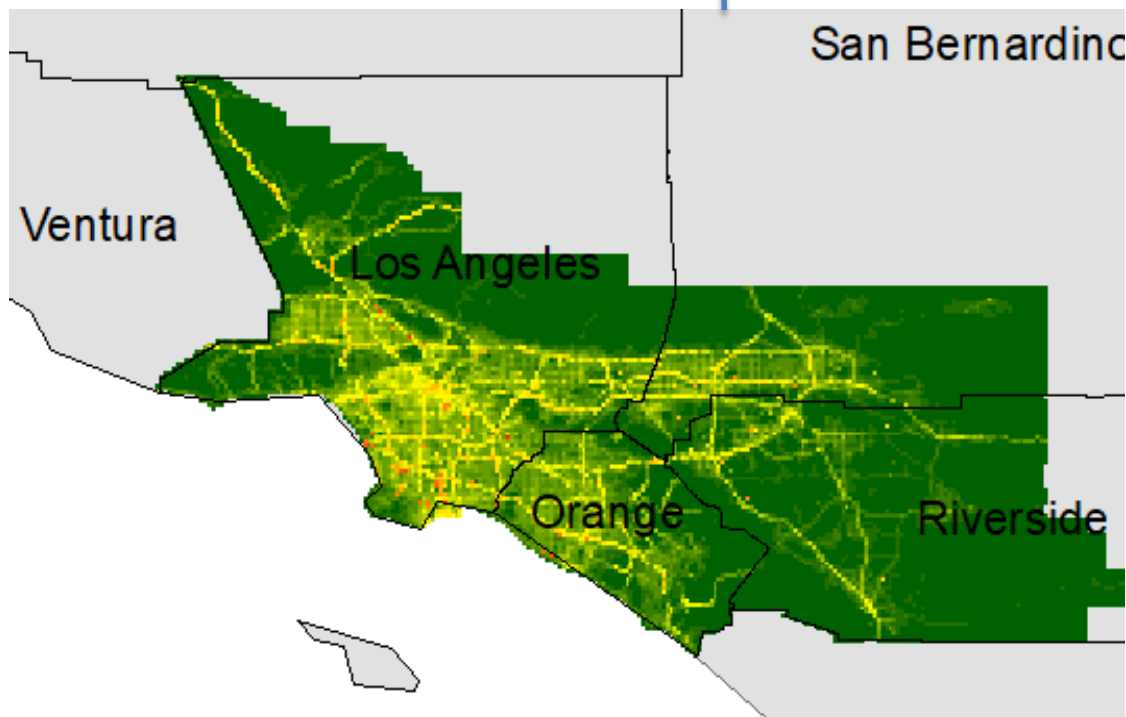 San Bernardino
Ventura
Los Angeles
Orange
Riverside